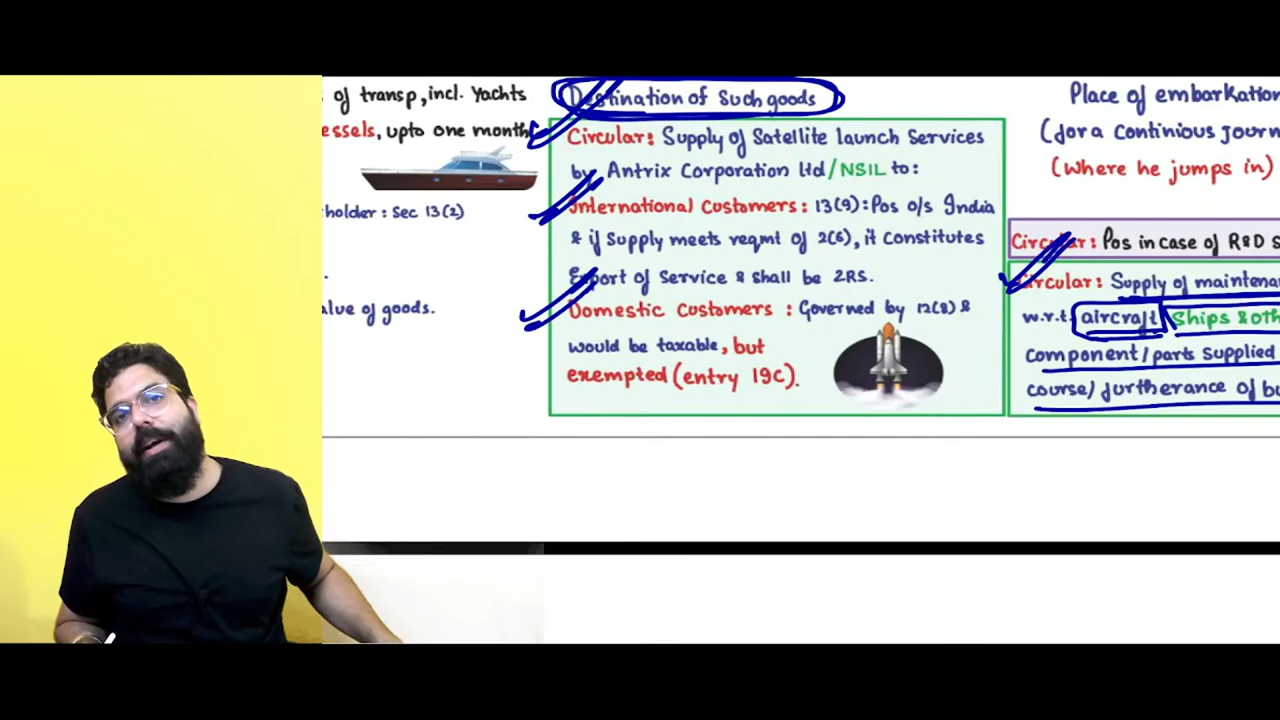 of transp, incl. Yachts
essels, upto one month
holder : Sec 13(2)
alue of goods.
Destination of Such goods
Circular: Supply of Satellite launch Services
by Antrix Corporation Ltd/NSIL to:
International Customers: 13(9): Pos o/s India
& if Supply meets reqmt of 2(6), it Constitutes
Export of Service & shall be ZRS.
Domestic Customers : Governed by 12(8) &
would be taxable, but
exempted (entry 19C).
Place of embarkation
(for a Continious journ
(Where he jumps in)
Circular: Pos in case of R&D S
Circular: Supply of maintenan
w.r.t. aircraft, Ships & oth
component/parts Supplied
course/furtherance of bu